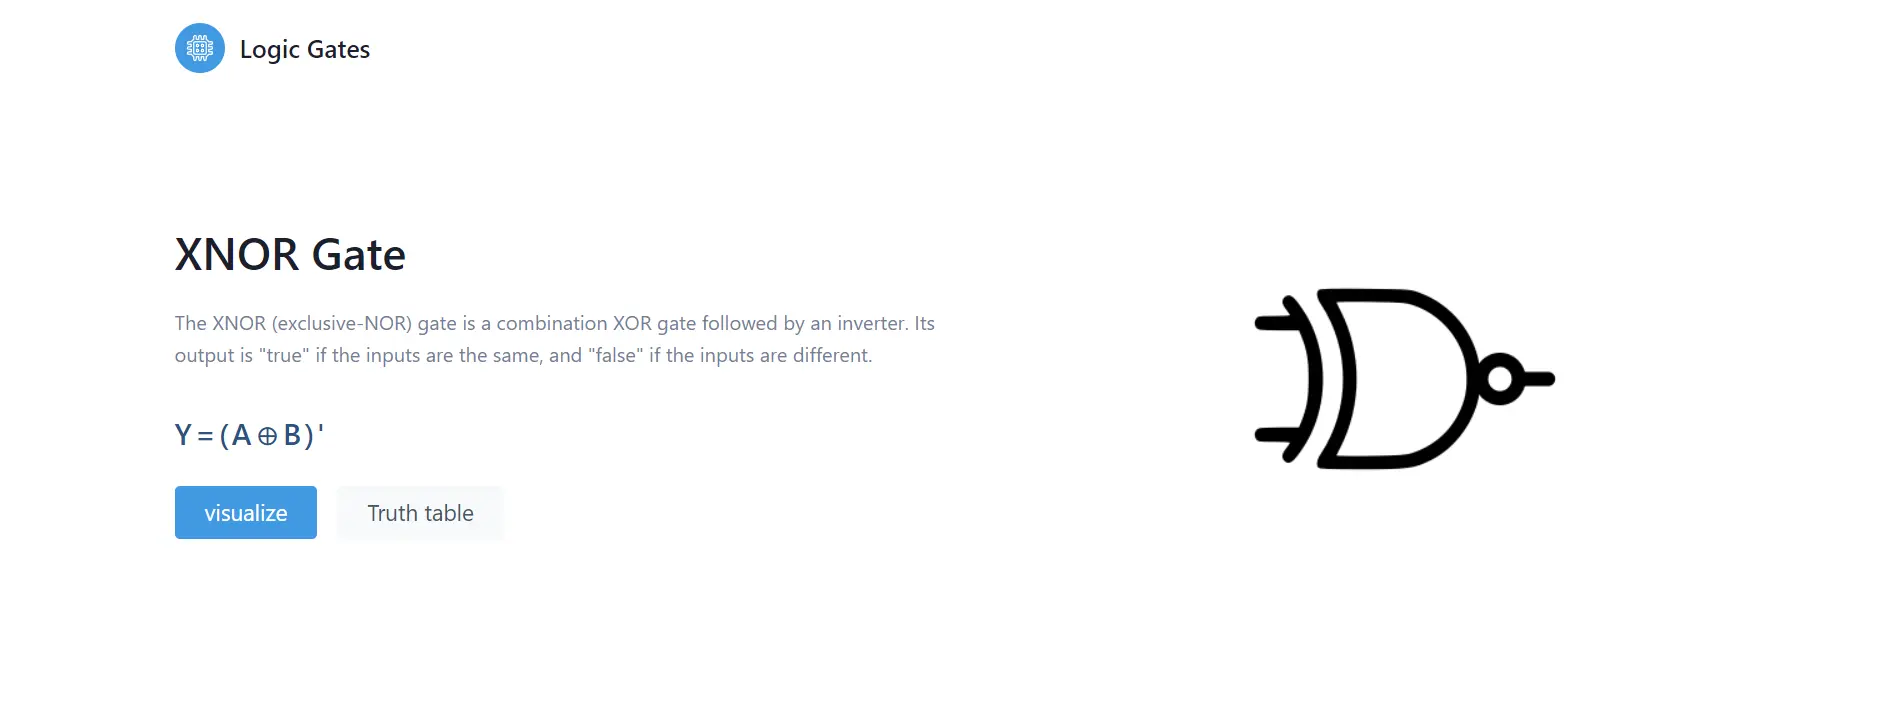 Logic Gates
XNOR Gate
The XNOR (exclusive-NOR) gate is a combination XOR gate followed by an inverter. Its
output is "true" if the inputs are the same, and "false" if the inputs are different.
Y = (A ⊕ B)'
visualize
Truth table